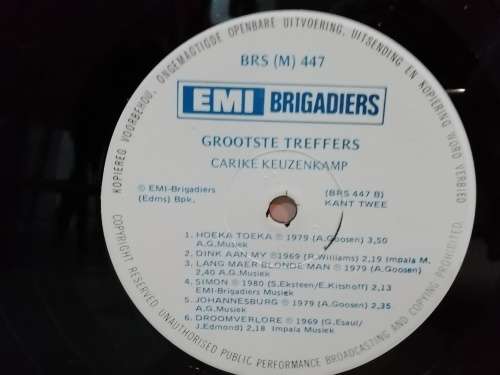 KOPIEREG VOORBEHOU. ONGEMAGTIGDE OPENBARE UITVOERING, UITSENDING EN KOPIERING WORD VERBIED
BRS (M) 447
EMI BRIGADIERS
GROOTSTE TREFFERS
CARIKE KEUZENKAMP
© EMI-Brigadiers
(Edms) Bpk.
(BRS 447 B)
KANT TWEE
1. HOEKA TOEKA ℗ 1979 (A.Goosen) 3,50
A.G.Musiek
2. DINK AAN MY ℗1969 (R.Williams) 2,19 Impala M.
3. LANG MAER BLONDE MAN ℗ 1979 (A.Goosen)
2,40 A.G.Musiek
4. SIMON ℗ 1980 (S.Eksteen/E.Kitshoff) 2,13
EMI-Brigadiers Musiek
5. JOHANNESBURG ℗ 1979 (A.Goosen) 2,35
A.G.Musiek
6. DROOMVERLORE ℗ 1969 (G.Esaul/
J.Edmond) 2,18 Impala Musiek
COPYRIGHT RESERVED UNAUTHORISED PUBLIC PERFORMANCE BROADCASTING AND COPYING PROHIBITED.